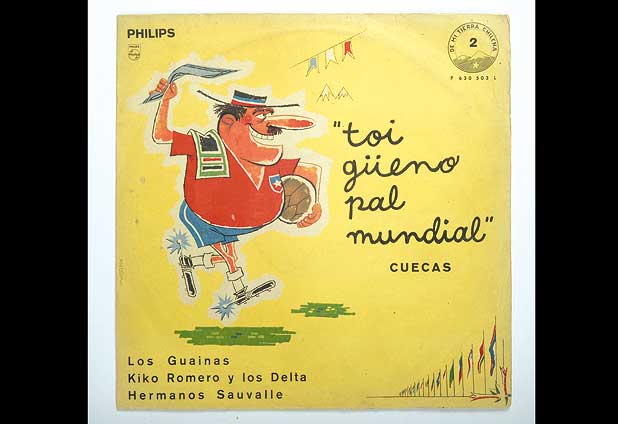 PHILIPS
DE MI TIERRA CHILENA
2
P 630 503 L
"toi
güeno
pal
mundial"
CUECAS
Los Guainas
Kiko Romero y los Delta
Hermanos Sauvalle